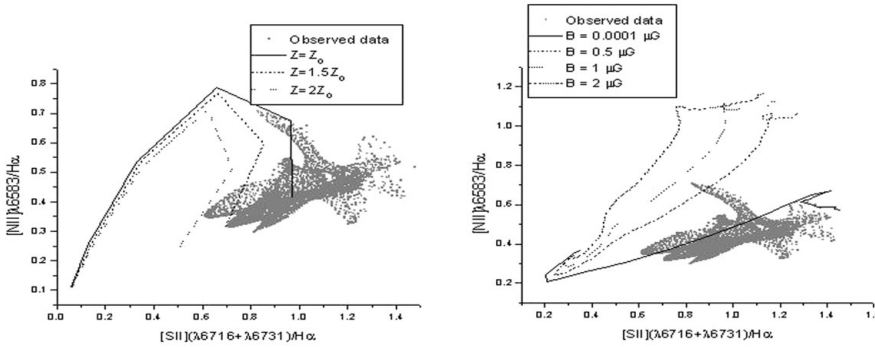 Observed data
Z= Z₀
Z=1.5Z₀
Z=2Z₀
[NII]λ6583/Hα
0.8
0.7
0.6
0.5
0.4
0.3
0.2
0.1
0.0 0.2 0.4 0.6 0.8 1.0 1.2 1.4
[SII](λ6716+λ6731)/Hα
Observed data
B = 0.0001 μG
B = 0.5 μG
B = 1 μG
B = 2 μG
[NII]λ6583/Hα
1.2
1.0
0.8
0.6
0.4
0.2
0.2 0.4 0.6 0.8 1.0 1.2 1.4
[SII](λ6716+λ6731)/Hα